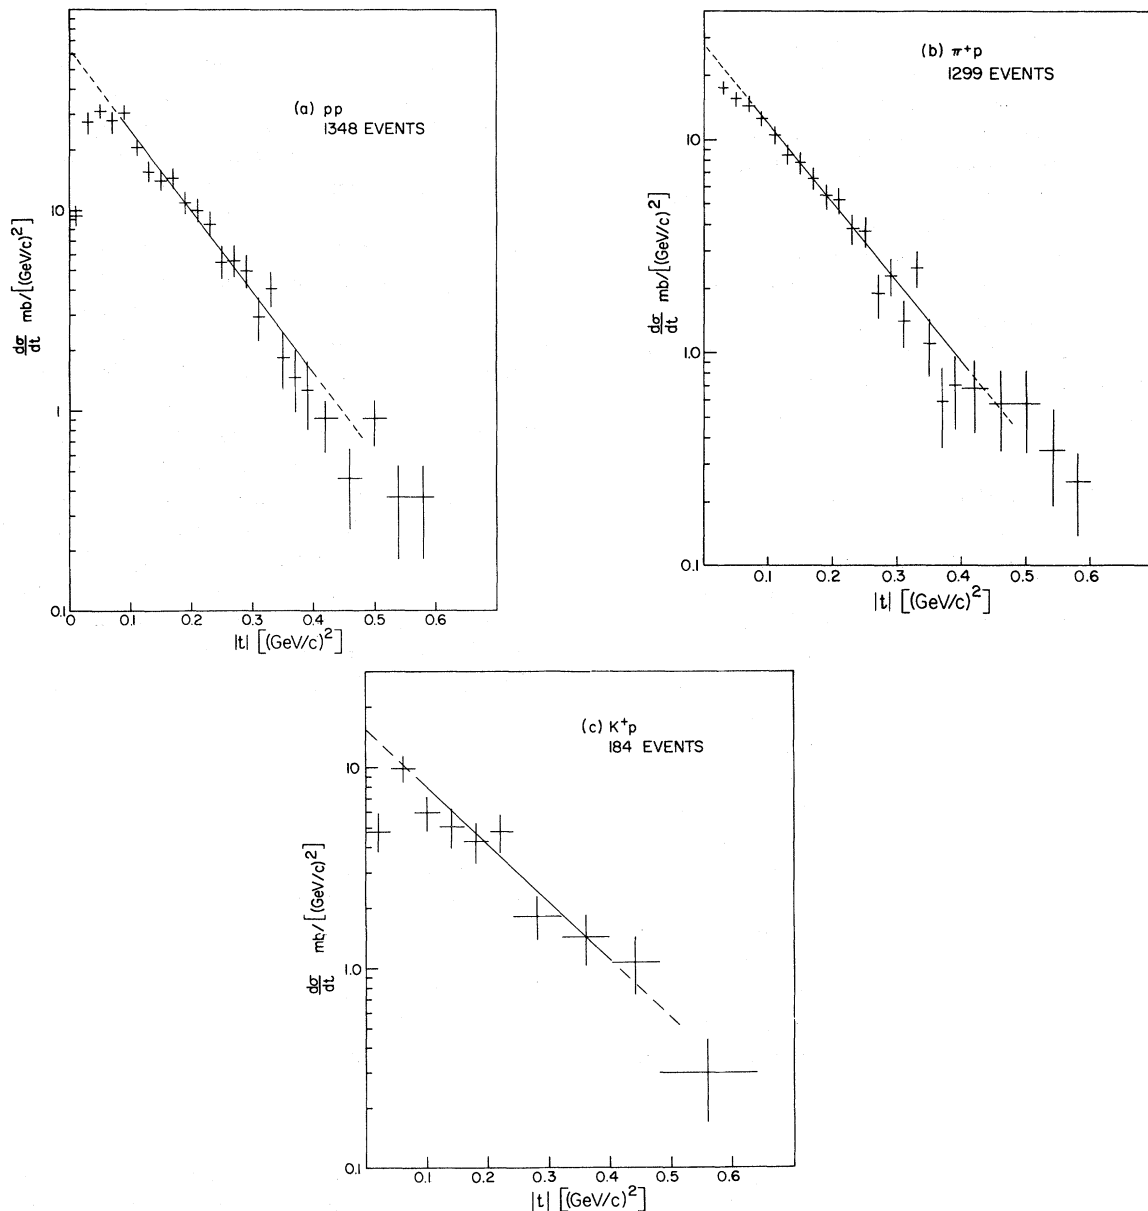 (a) pp
1348 EVENTS
10
1
0.1
dσ/dt mb/[(GeV/c)²]
0 0.1 0.2 0.3 0.4 0.5 0.6
|t| [(GeV/c)²]
(b) π⁺p
1299 EVENTS
10
1.0
0.1
dσ/dt mb/[(GeV/c)²]
0.1 0.2 0.3 0.4 0.5 0.6
|t| [(GeV/c)²]
(c) K⁺p
184 EVENTS
10
1.0
0.1
dσ/dt mb/[(GeV/c)²]
0.1 0.2 0.3 0.4 0.5 0.6
|t| [(GeV/c)²]